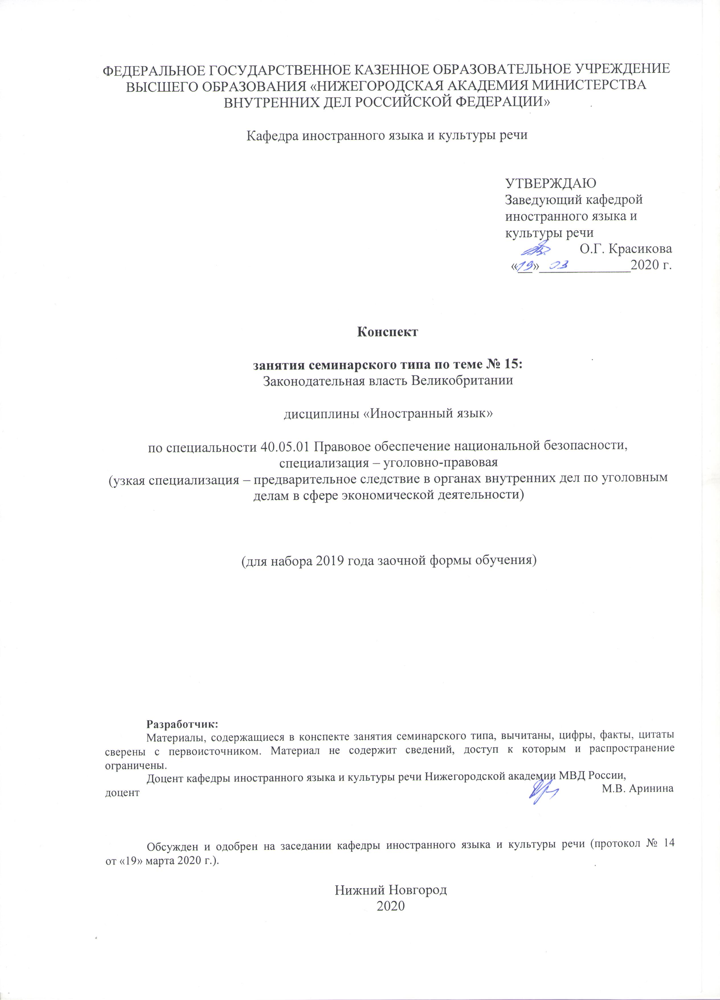 ФЕДЕРАЛЬНОЕ ГОСУДАРСТВЕННОЕ КАЗЕННОЕ ОБРАЗОВАТЕЛЬНОЕ УЧРЕЖДЕНИЕ
ВЫСШЕГО ОБРАЗОВАНИЯ «НИЖЕГОРОДСКАЯ АКАДЕМИЯ МИНИСТЕРСТВА
ВНУТРЕННИХ ДЕЛ РОССИЙСКОЙ ФЕДЕРАЦИИ»
Кафедра иностранного языка и культуры речи
УТВЕРЖДАЮ
Заведующий кафедрой
иностранного языка и
культуры речи
О.Г. Красикова
«19» 03 2020 г.
Конспект
занятия семинарского типа по теме № 15:
Законодательная власть Великобритании
дисциплины «Иностранный язык»
по специальности 40.05.01 Правовое обеспечение национальной безопасности,
специализация – уголовно-правовая
(узкая специализация – предварительное следствие в органах внутренних дел по уголовным
делам в сфере экономической деятельности)
(для набора 2019 года заочной формы обучения)
Разработчик:
Материалы, содержащиеся в конспекте занятия семинарского типа, вычитаны, цифры, факты, цитаты
сверены с первоисточником. Материал не содержит сведений, доступ к которым и распространение
ограничены.
Доцент кафедры иностранного языка и культуры речи Нижегородской академии МВД России,
доцент М.В. Аринина
Обсужден и одобрен на заседании кафедры иностранного языка и культуры речи (протокол № 14
от «19» марта 2020 г.).
Нижний Новгород
2020